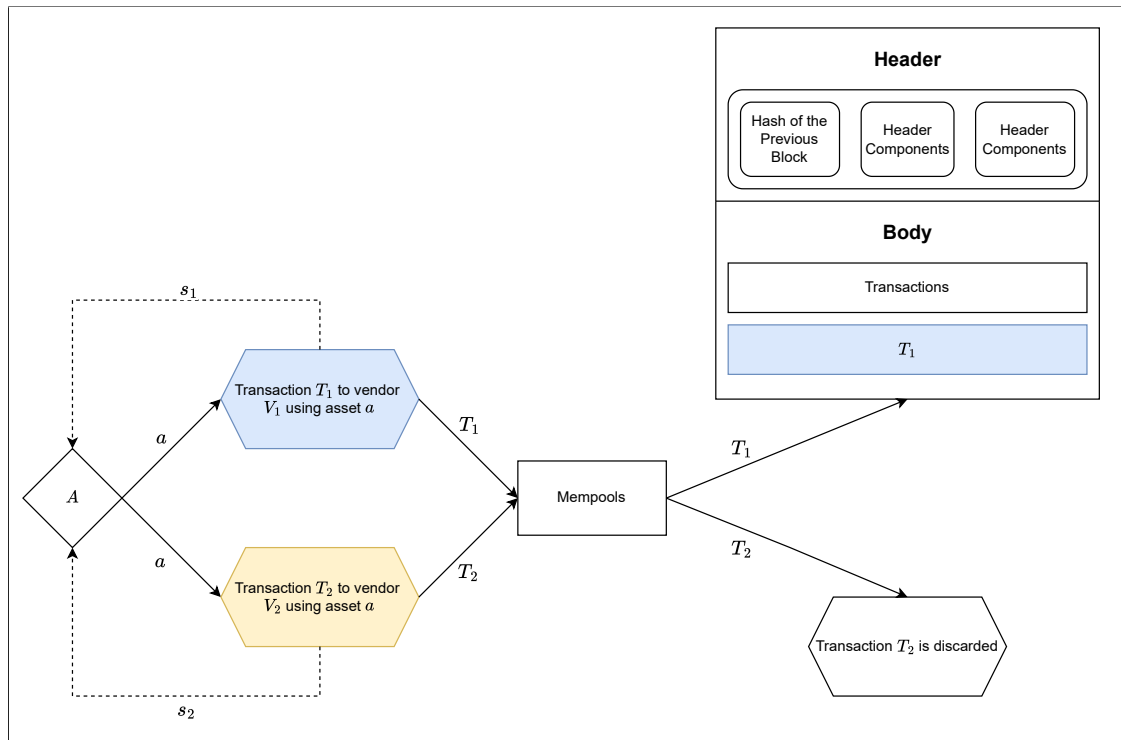 Header
Hash of the
Previous
Block
Header
Components
Header
Components
Body
Transactions
T₁
s₁
Transaction T₁ to vendor
V₁ using asset a
a
T₁
T₁
A
Mempools
a
T₂
T₂
Transaction T₂ to vendor
V₂ using asset a
Transaction T₂ is discarded
s₂